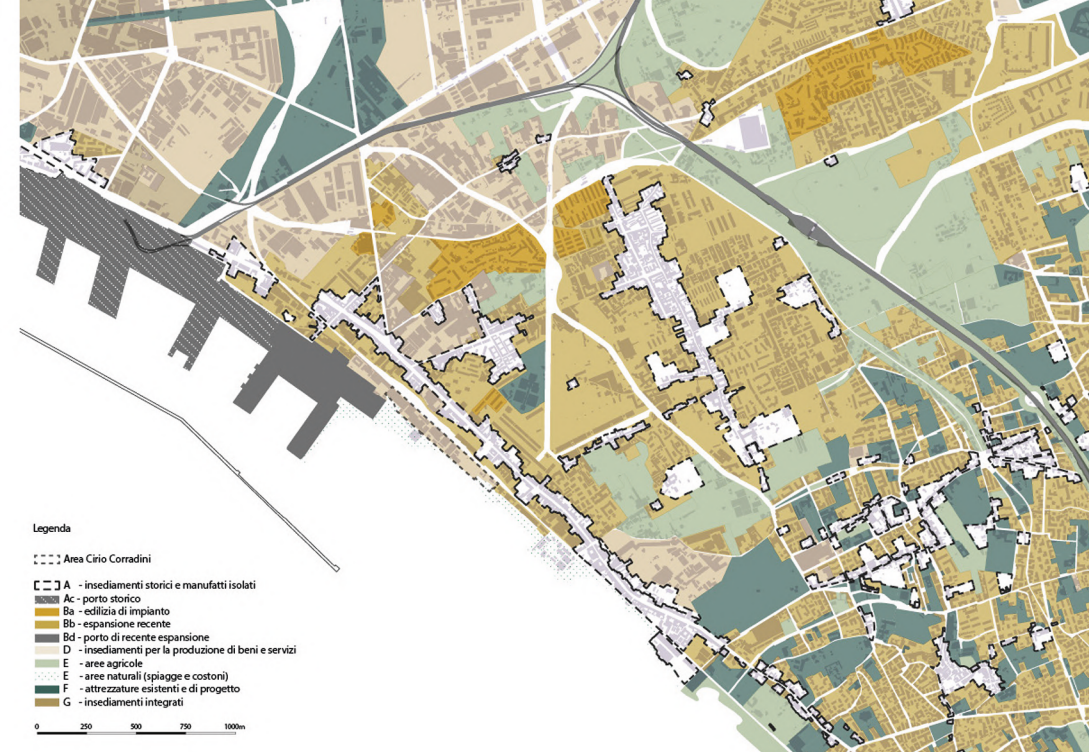 Legenda
Area Cirio Corradini
A - insediamenti storici e manufatti isolati
Ac - porto storico
Ba - edilizia di impianto
Bb - espansione recente
Bd - porto di recente espansione
D - insediamenti per la produzione di beni e servizi
E - aree agricole
E - aree naturali (spiagge e costoni)
F - attrezzature esistenti e di progetto
G - insediamenti integrati
0 250 500 750 1000m